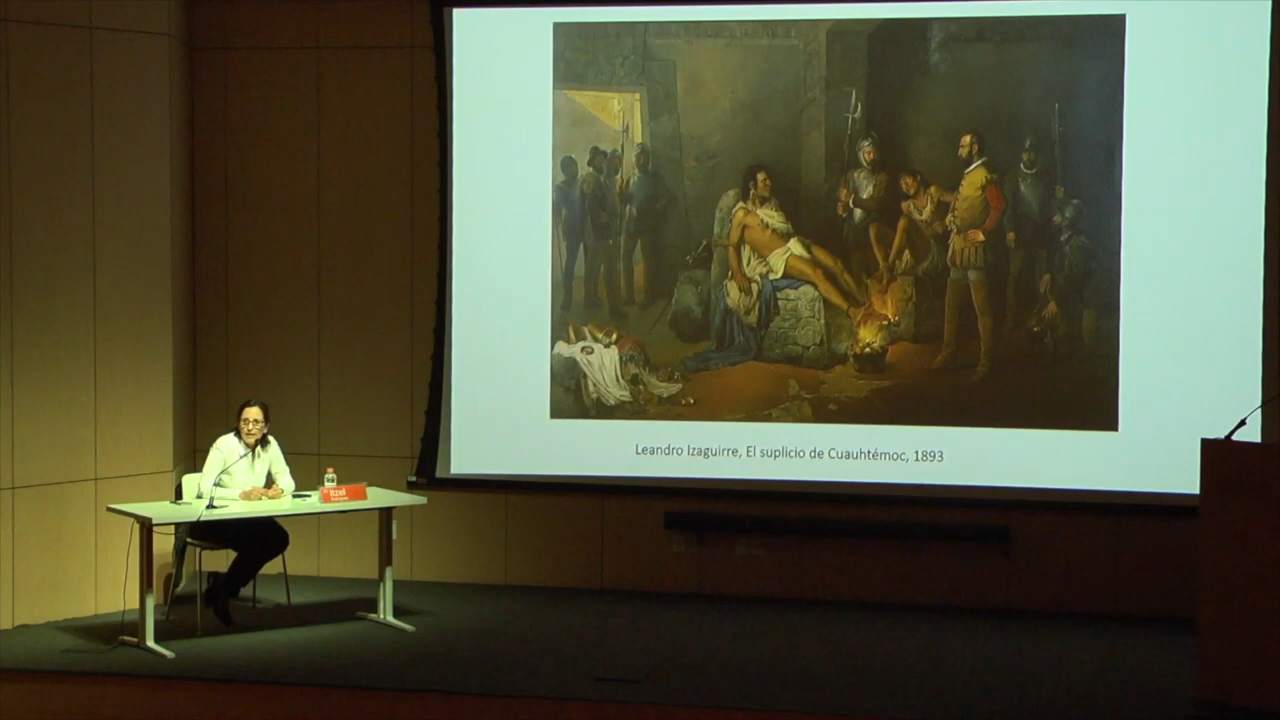 Leandro Izaguirre, El suplicio de Cuauhtémoc, 1893
Itzel